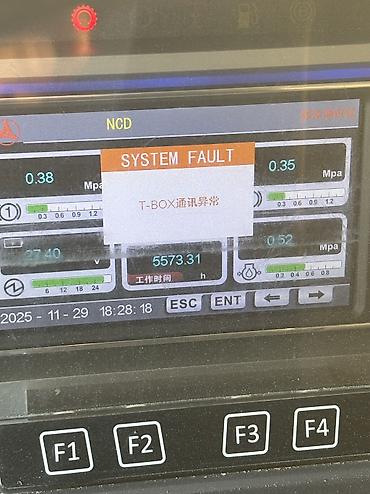 NCD
SYSTEM FAULT
T-BOX通讯异常
0.38
Mpa
0.3 0.6 0.9 1.2
0.35
Mpa
0.3 0.6 0.9 1.2
27.40
V
6 12 18 24
5573.31
工作时间 h
0.52
Mpa
0.2 0.4 0.6 0.8
ESC ENT
2025-11-29 18:28:18
F1 F2 F3 F4